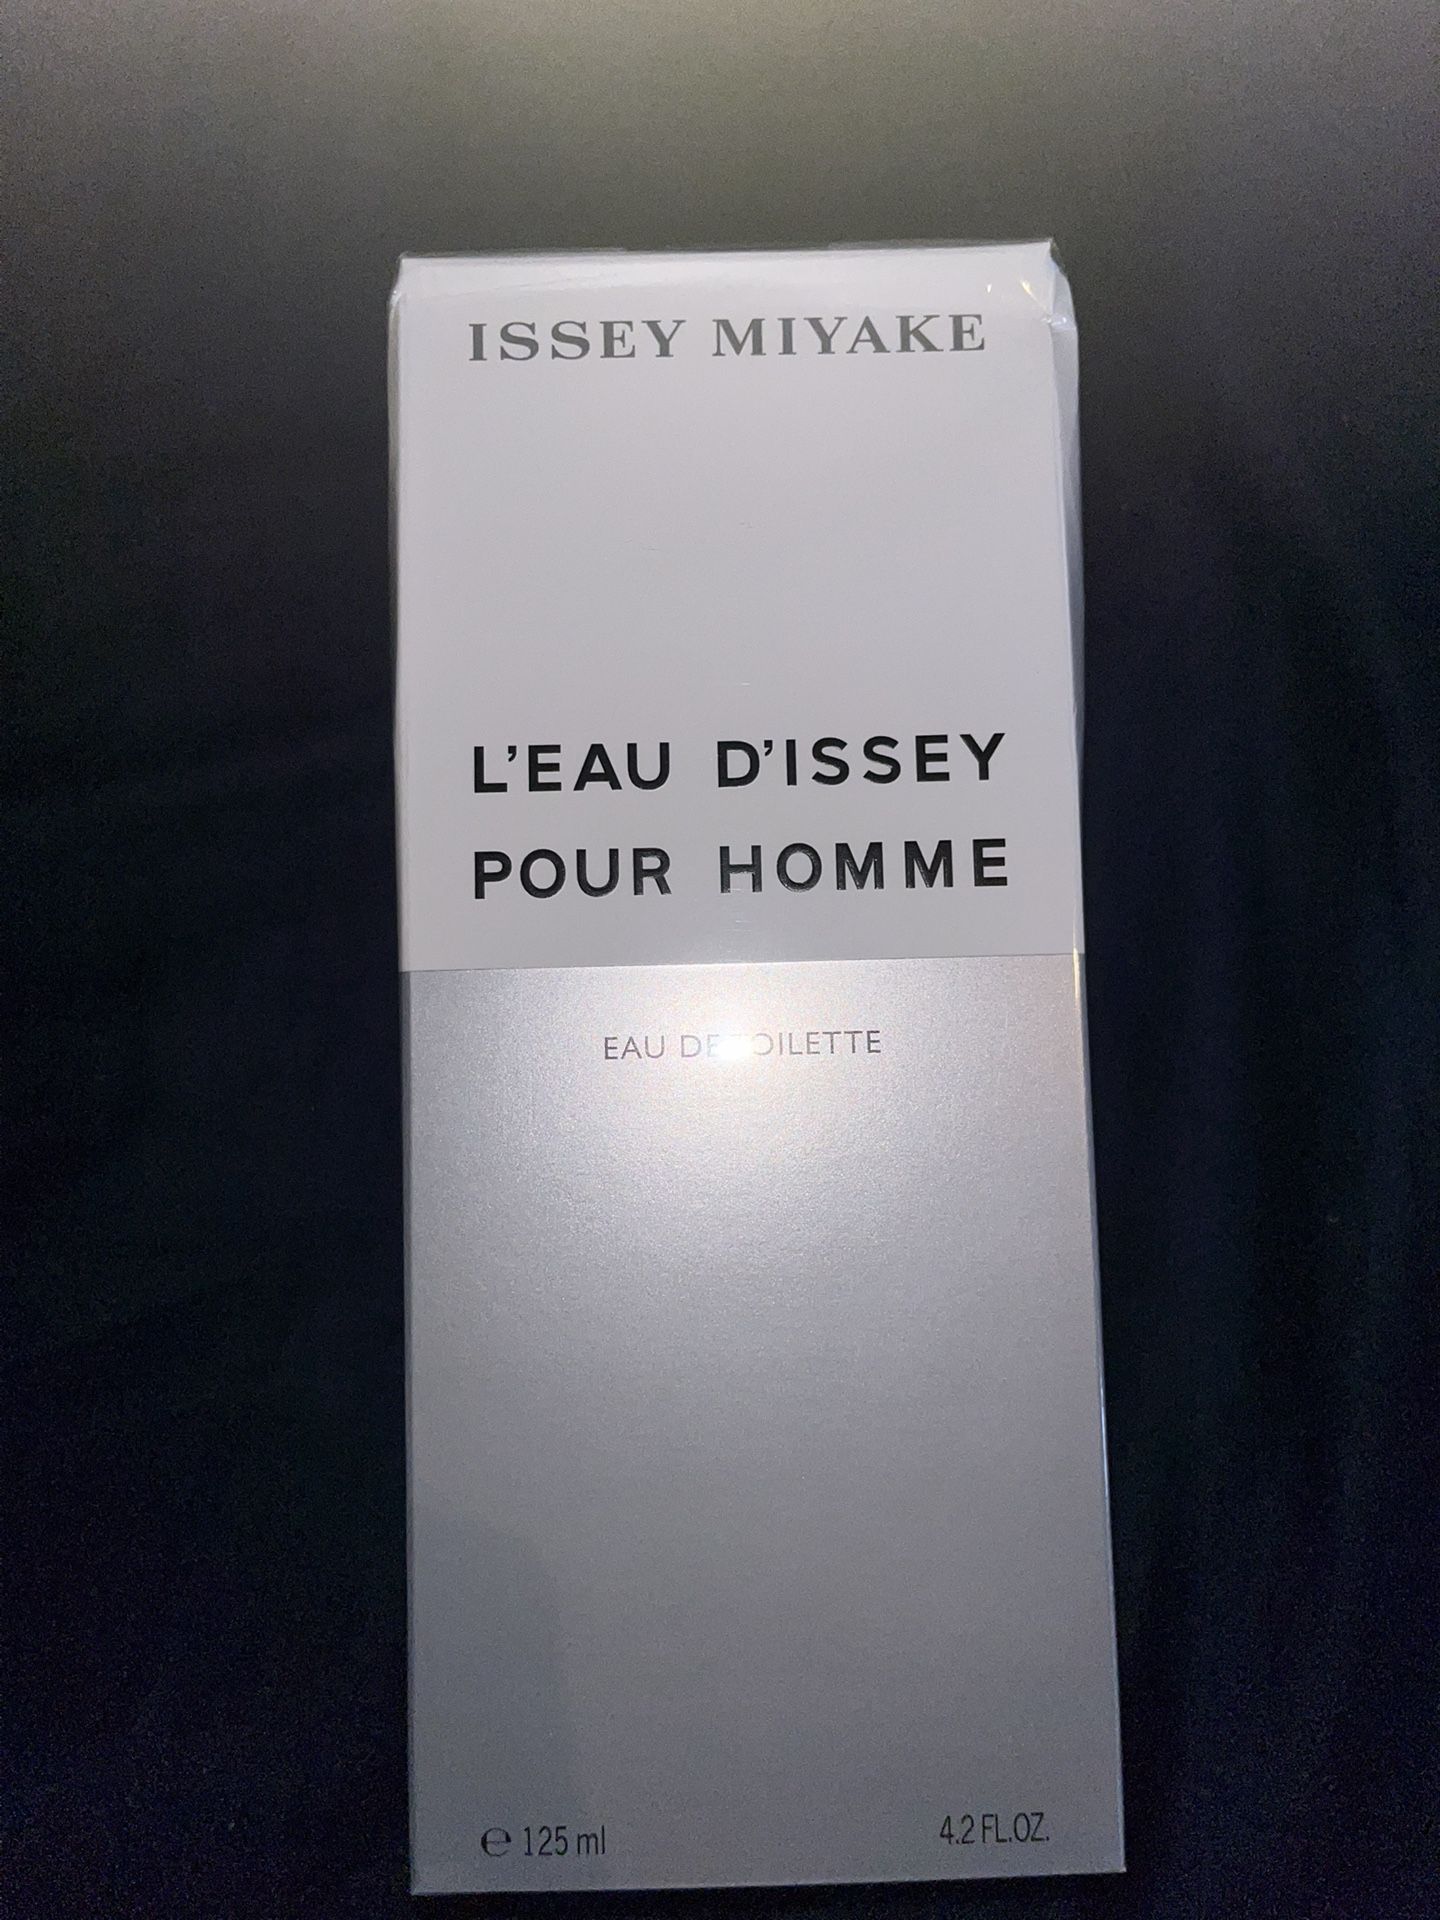 ISSEY MIYAKE
L'EAU D'ISSEY
POUR HOMME
EAU DE TOILETTE
℮ 125 ml
4.2 FL.OZ.